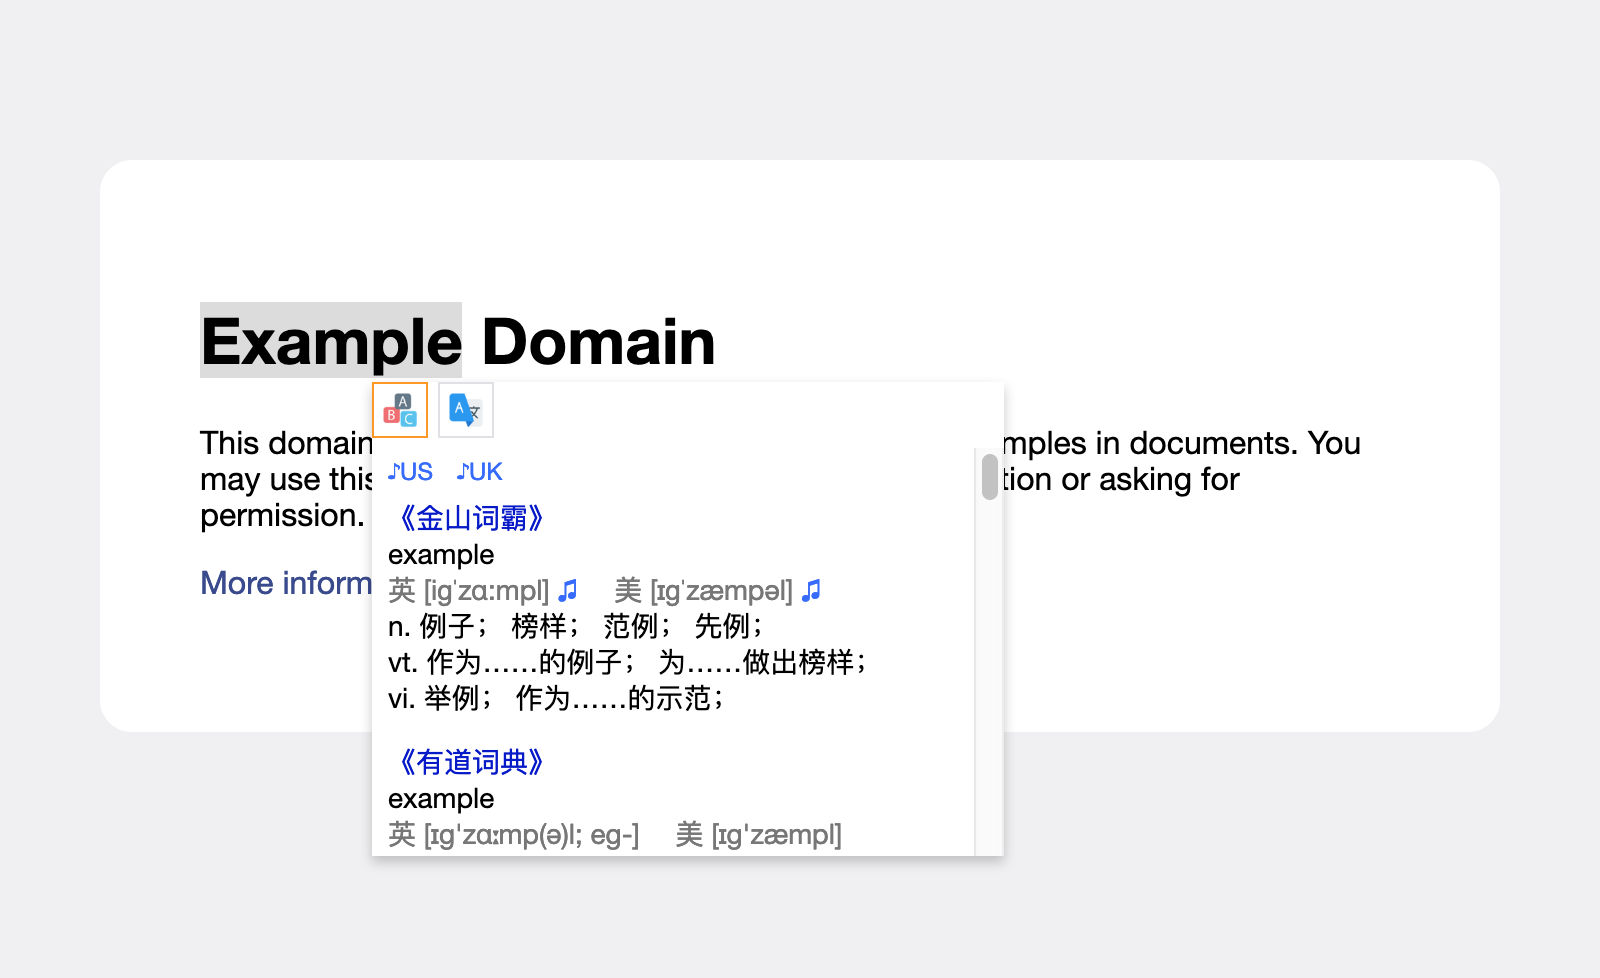 Example Domain
A
B
C
A 文
This domain
mples in documents. You
may use this
tion or asking for
permission.
More inform
♪US ♪UK
《金山词霸》
example
英 [igˈzɑ:mpl] ♫ 美 [ɪgˈzæmpəl] ♫
n. 例子； 榜样； 范例； 先例；
vt. 作为……的例子； 为……做出榜样；
vi. 举例； 作为……的示范；
《有道词典》
example
英 [ɪgˈzɑːmp(ə)l; eg-] 美 [ɪgˈzæmpl]